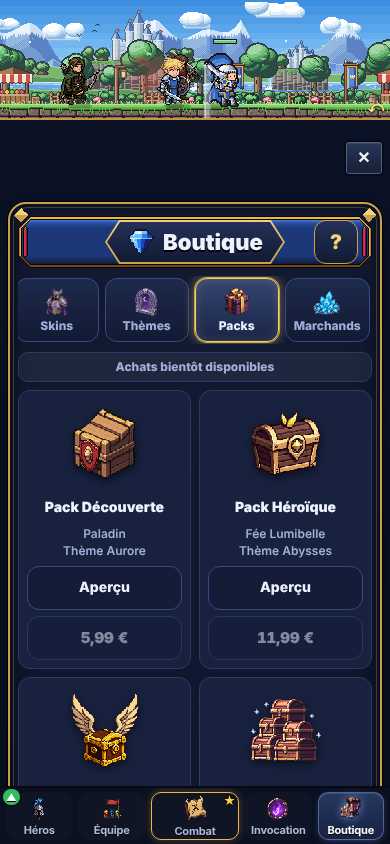 ×
Boutique
?
Skins
Thèmes
Packs
Marchands
Achats bientôt disponibles
Pack Découverte
Paladin
Thème Aurore
Aperçu
5,99 €
Pack Héroïque
Fée Lumibelle
Thème Abysses
Aperçu
11,99 €
Héros
Équipe
Combat
Invocation
Boutique